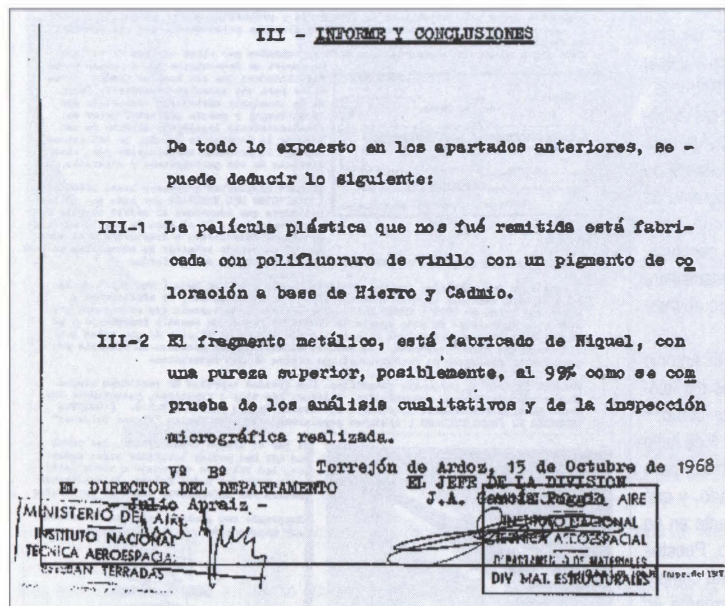 III - INFORME Y CONCLUSIONES
De todo lo expuesto en los apartados anteriores, se -
puede deducir lo siguiente:
III-1 La película plástica que nos fué remitida está fabri-
cada con polifluoruro de vinilo con un pigmento de co
loración a base de Hierro y Cadmio.
III-2 El fragmento metálico, está fabricado de Niquel, con
una pureza superior, posiblemente, al 99% como se com
prueba de los análisis cualitativos y de la inspección
micrográfica realizada.
Torrejón de Ardoz, 15 de Octubre de 1968
Vº Bº
EL DIRECTOR DEL DEPARTAMENTO
- Julio Apraiz -
EL JEFE DE LA DIVISION
J.A.
MINISTERIO DEL AIRE
INSTITUTO NACIONAL
TECNICA AEROESPACIAL
ESTEBAN TERRADAS
AIRE
INSTITUTO NACIONAL
TECNICA AEROESPACIAL
DEPARTAMENTO DE MATERIALES
DIV MAT. ESTRUCTURALES